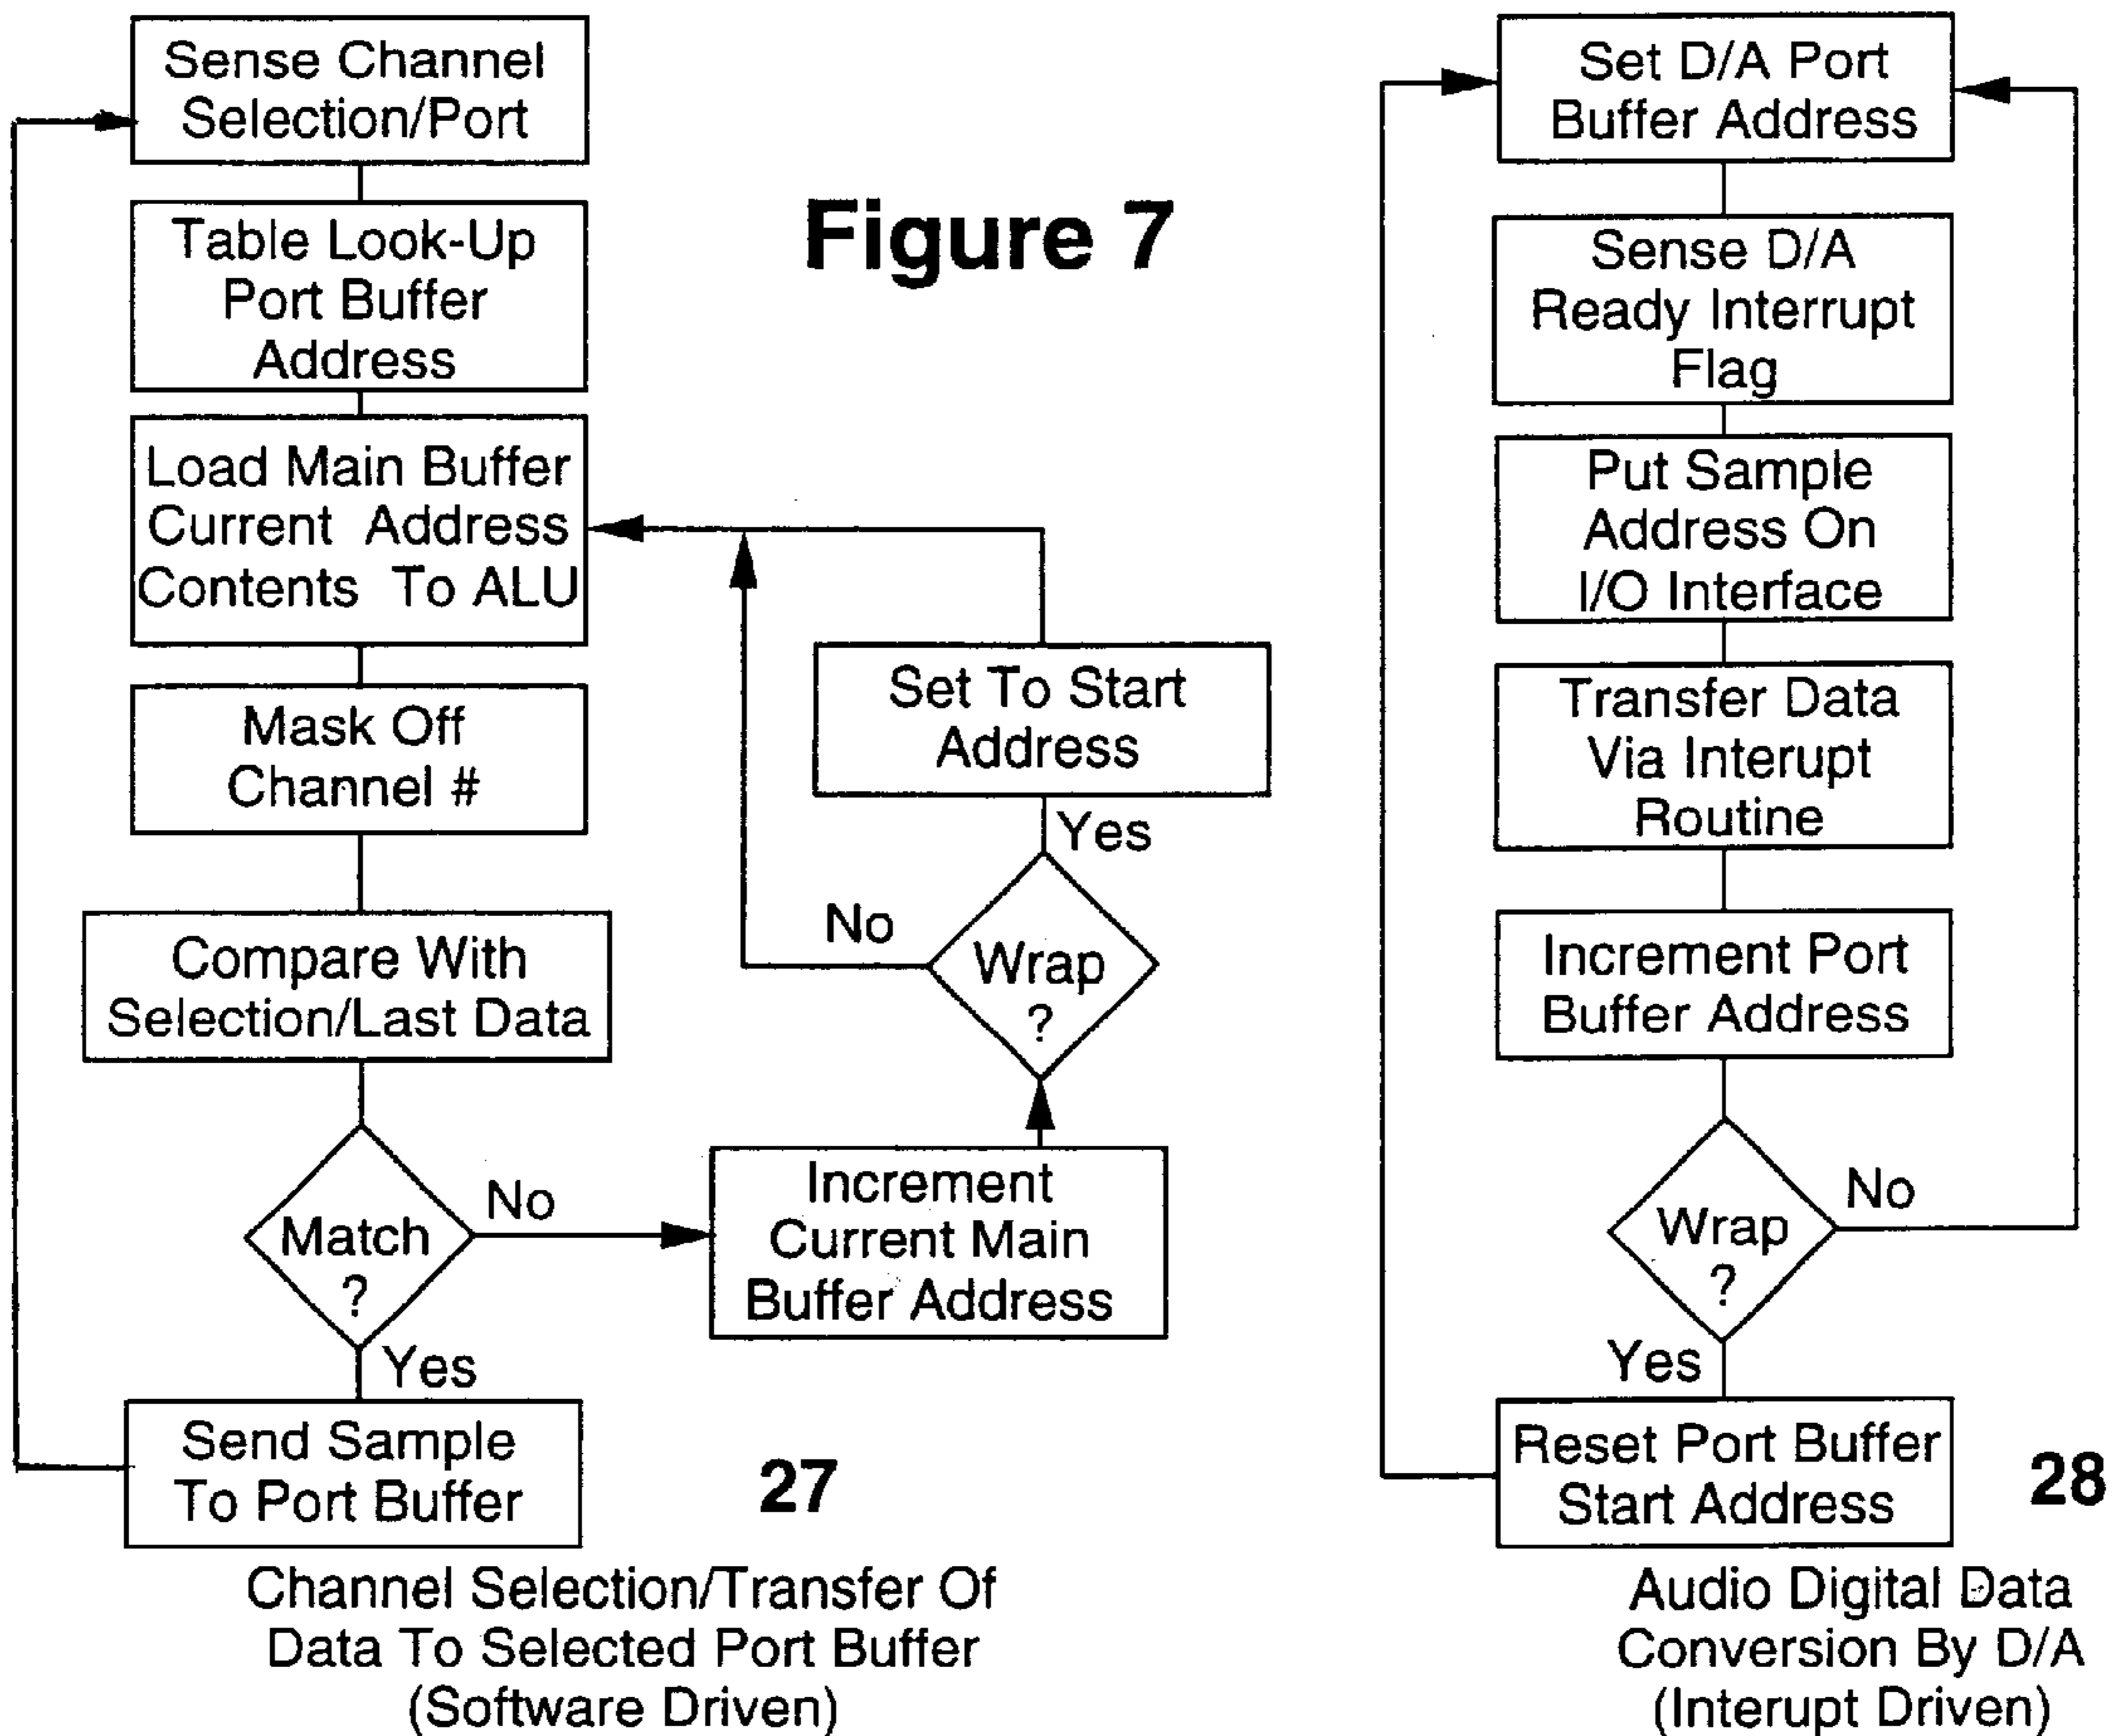 Sense Channel
Selection/Port
Table Look-Up
Port Buffer
Address
Load Main Buffer
Current Address
Contents To ALU
Mask Off
Channel #
Compare With
Selection/Last Data
Match
?
No
Yes
Send Sample
To Port Buffer
Increment
Current Main
Buffer Address
Wrap
?
No
Yes
Set To Start
Address
27
Channel Selection/Transfer Of
Data To Selected Port Buffer
(Software Driven)
Figure 7
Set D/A Port
Buffer Address
Sense D/A
Ready Interrupt
Flag
Put Sample
Address On
I/O Interface
Transfer Data
Via Interupt
Routine
Increment Port
Buffer Address
Wrap
?
No
Yes
Reset Port Buffer
Start Address
28
Audio Digital Data
Conversion By D/A
(Interupt Driven)